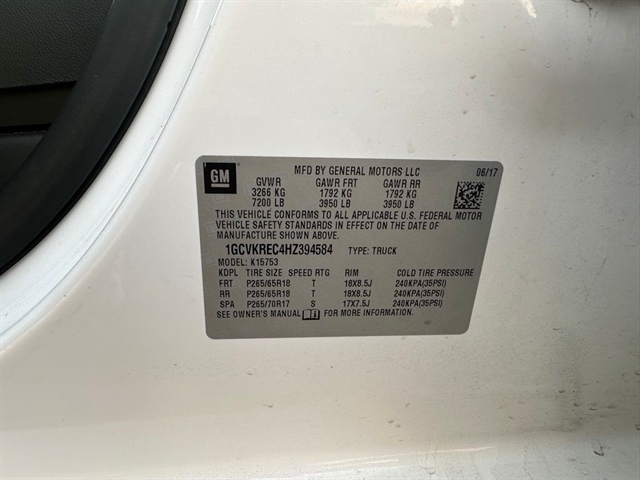 GM
MFD BY GENERAL MOTORS LLC 06/17
GVWR GAWR FRT GAWR RR
3266 KG 1792 KG 1792 KG
7200 LB 3950 LB 3950 LB
THIS VEHICLE CONFORMS TO ALL APPLICABLE U.S. FEDERAL MOTOR
VEHICLE SAFETY STANDARDS IN EFFECT ON THE DATE OF
MANUFACTURE SHOWN ABOVE.
1GCVKREC4HZ394584 TYPE: TRUCK
MODEL: K15753
KDPL TIRE SIZE SPEED RTG RIM COLD TIRE PRESSURE
FRT P265/65R18 T 18X8.5J 240KPA(35PSI)
RR P265/65R18 T 18X8.5J 240KPA(35PSI)
SPA P265/70R17 S 17X7.5J 240KPA(35PSI)
SEE OWNER'S MANUAL FOR MORE INFORMATION.